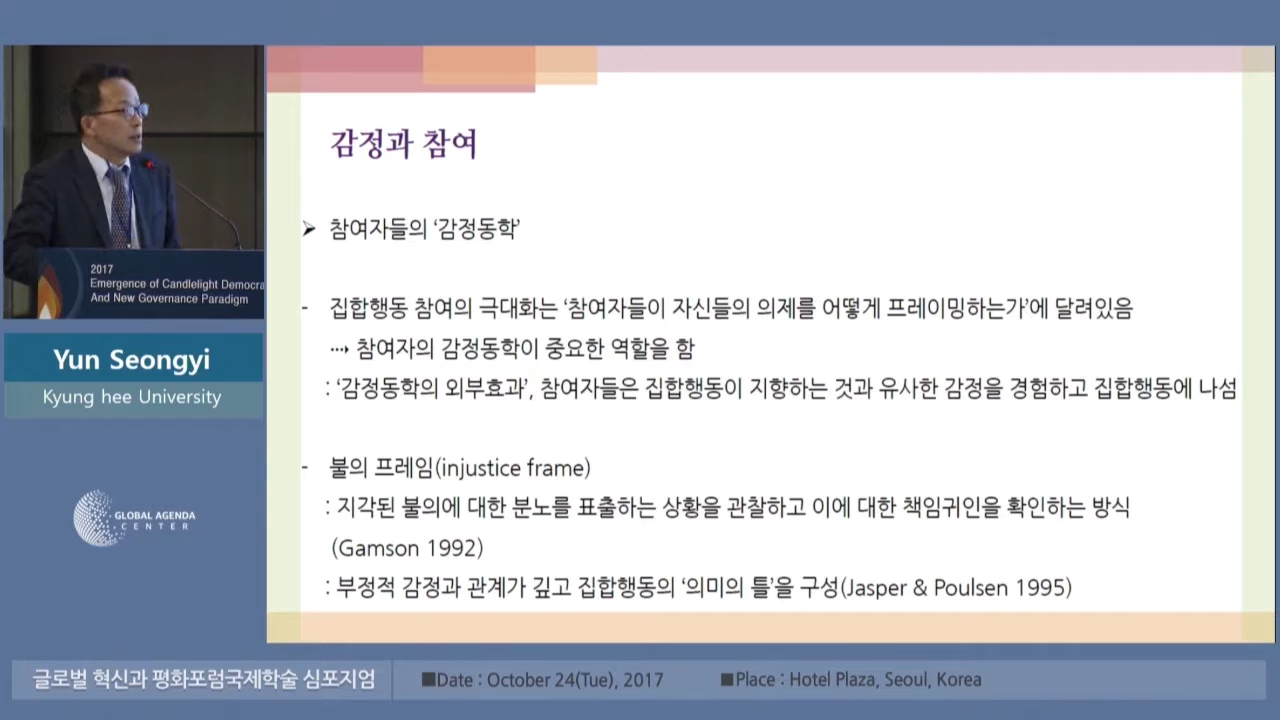 감정과 참여
➢ 참여자들의 ‘감정동학’
- 집합행동 참여의 극대화는 ‘참여자들이 자신들의 의제를 어떻게 프레이밍하는가’에 달려있음
⤑ 참여자의 감정동학이 중요한 역할을 함
: ‘감정동학의 외부효과’, 참여자들은 집합행동이 지향하는 것과 유사한 감정을 경험하고 집합행동에 나섬
- 불의 프레임(injustice frame)
: 지각된 불의에 대한 분노를 표출하는 상황을 관찰하고 이에 대한 책임귀인을 확인하는 방식
(Gamson 1992)
: 부정적 감정과 관계가 깊고 집합행동의 ‘의미의 틀’을 구성(Jasper & Poulsen 1995)
2017
Emergence of Candlelight Democra
And New Governance Paradigm
Yun Seongyi
Kyung hee University
GLOBAL AGENDA
CENTER
글로벌 혁신과 평화포럼국제학술 심포지엄
■Date : October 24(Tue), 2017
■Place : Hotel Plaza, Seoul, Korea